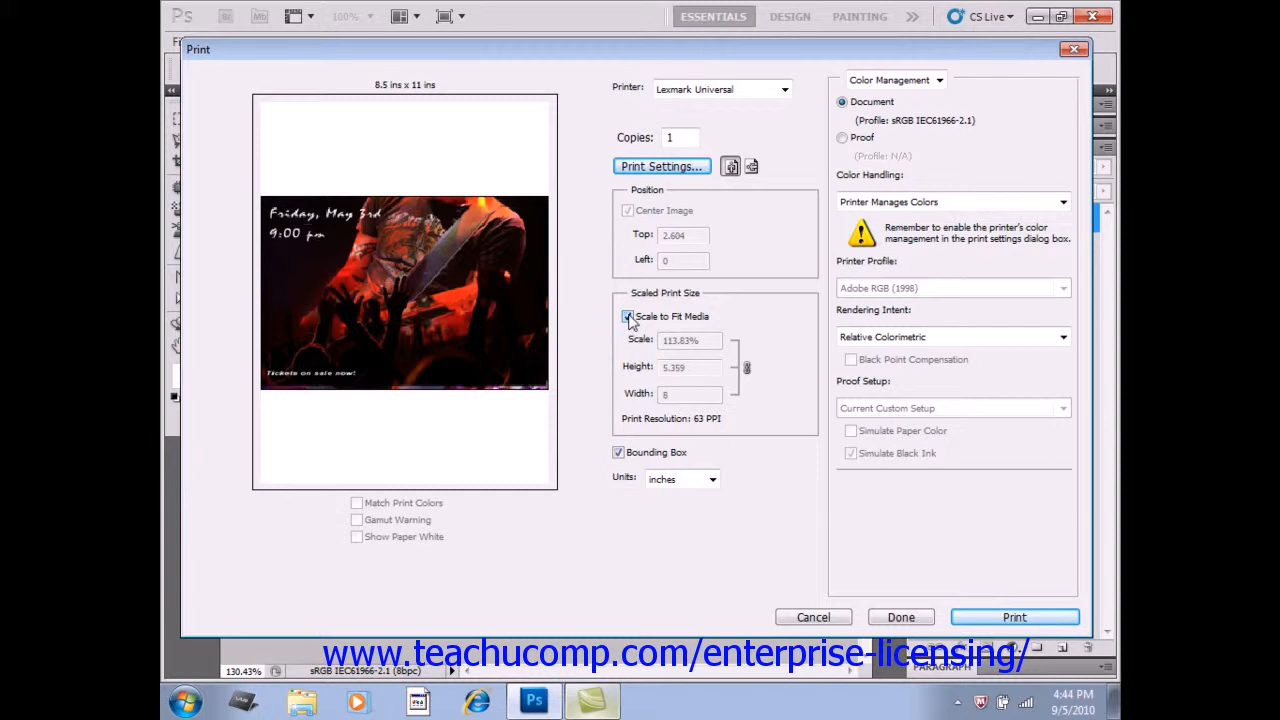 Ps
Br
Mb
100%
ESSENTIALS
DESIGN
PAINTING
CS Live
Print
8.5 ins x 11 ins
Friday, May 3rd
9:00 pm
Tickets on sale now!
Match Print Colors
Gamut Warning
Show Paper White
Printer: Lexmark Universal
Copies: 1
Print Settings...
Position
Center Image
Top: 2.604
Left: 0
Scaled Print Size
Scale to Fit Media
Scale: 113.83%
Height: 5.359
Width: 8
Print Resolution: 63 PPI
Bounding Box
Units: inches
Color Management
Document
(Profile: sRGB IEC61966-2.1)
Proof
(Profile: N/A)
Color Handling:
Printer Manages Colors
Remember to enable the printer's color
management in the print settings dialog box.
Printer Profile:
Adobe RGB (1998)
Rendering Intent:
Relative Colorimetric
Black Point Compensation
Proof Setup:
Current Custom Setup
Simulate Paper Color
Simulate Black Ink
Cancel
Done
Print
www.teachucomp.com/enterprise-licensing/
130.43%
sRGB IEC61966-2.1 (8bpc)
PARAGRAPH
Ps
4:44 PM
9/5/2010